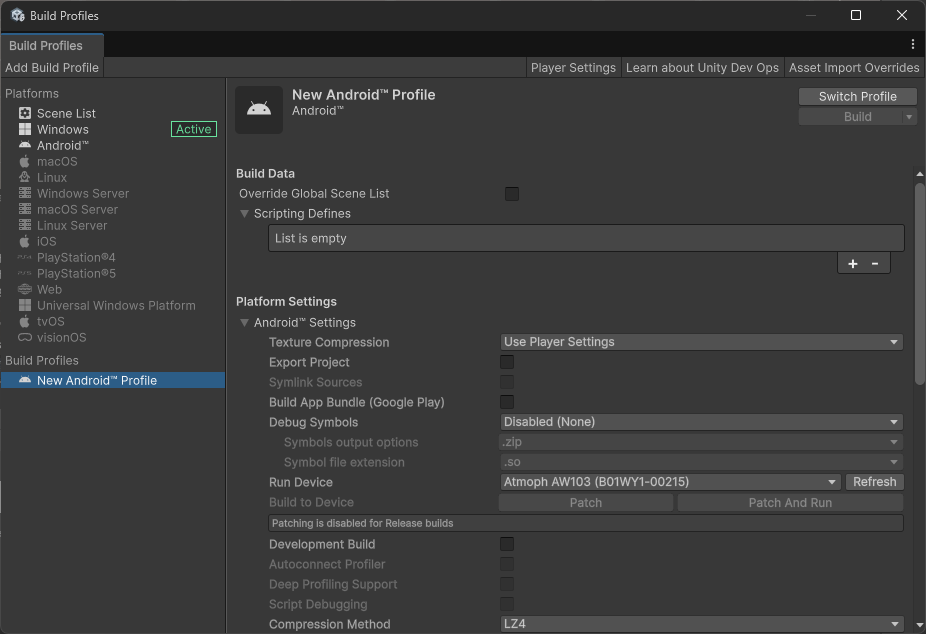 Build Profiles
Build Profiles
Add Build Profile
Player Settings
Learn about Unity Dev Ops
Asset Import Overrides
Platforms
Scene List
Windows
Active
Android™
macOS
Linux
Windows Server
macOS Server
Linux Server
iOS
PlayStation®4
PlayStation®5
Web
Universal Windows Platform
tvOS
visionOS
Build Profiles
New Android™ Profile
New Android™ Profile
Android™
Switch Profile
Build
Build Data
Override Global Scene List
Scripting Defines
List is empty
+ -
Platform Settings
Android™ Settings
Texture Compression Use Player Settings
Export Project
Symlink Sources
Build App Bundle (Google Play)
Debug Symbols Disabled (None)
Symbols output options .zip
Symbol file extension .so
Run Device Atmoph AW103 (B01WY1-00215) Refresh
Build to Device Patch Patch And Run
Patching is disabled for Release builds
Development Build
Autoconnect Profiler
Deep Profiling Support
Script Debugging
Compression Method LZ4